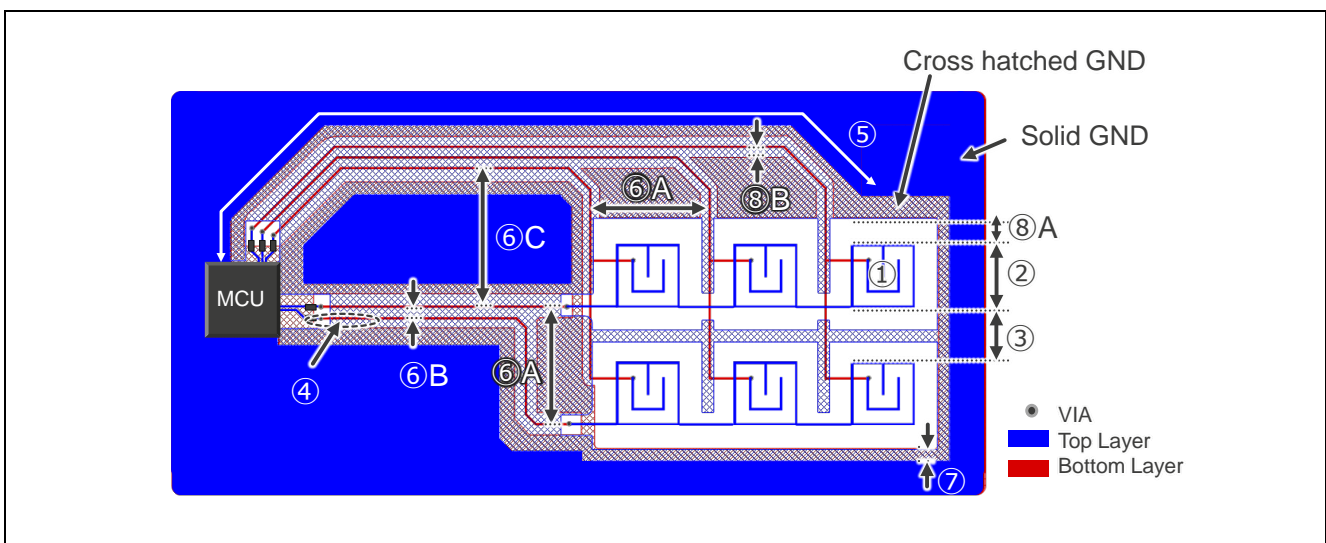 Cross hatched GND
Solid GND
⑤
⑥A
⑧B
⑧A
⑥C
①
②
MCU
③
④
⑥B
⑥A
VIA
Top Layer
Bottom Layer
⑦